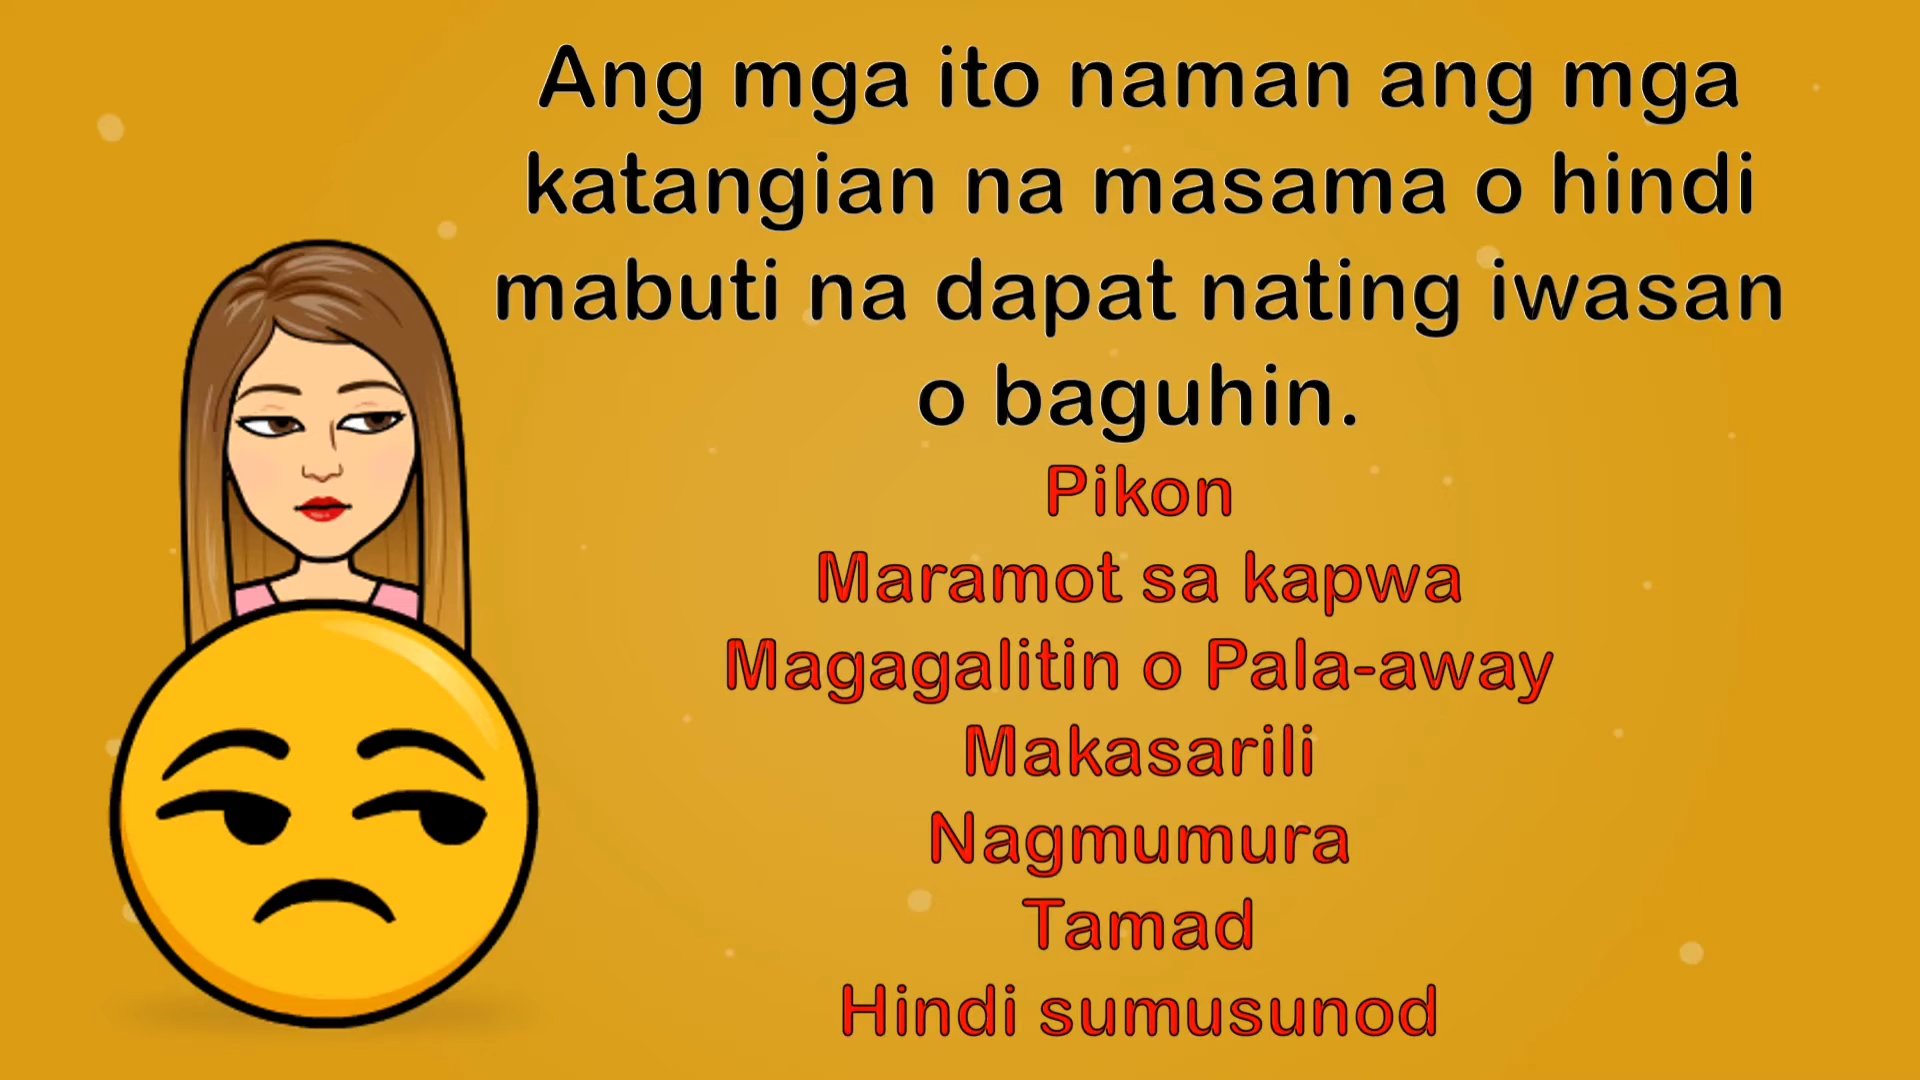 Ang mga ito naman ang mga
katangian na masama o hindi
mabuti na dapat nating iwasan
o baguhin.
Pikon
Maramot sa kapwa
Magagalitin o Pala-away
Makasarili
Nagmumura
Tamad
Hindi sumusunod